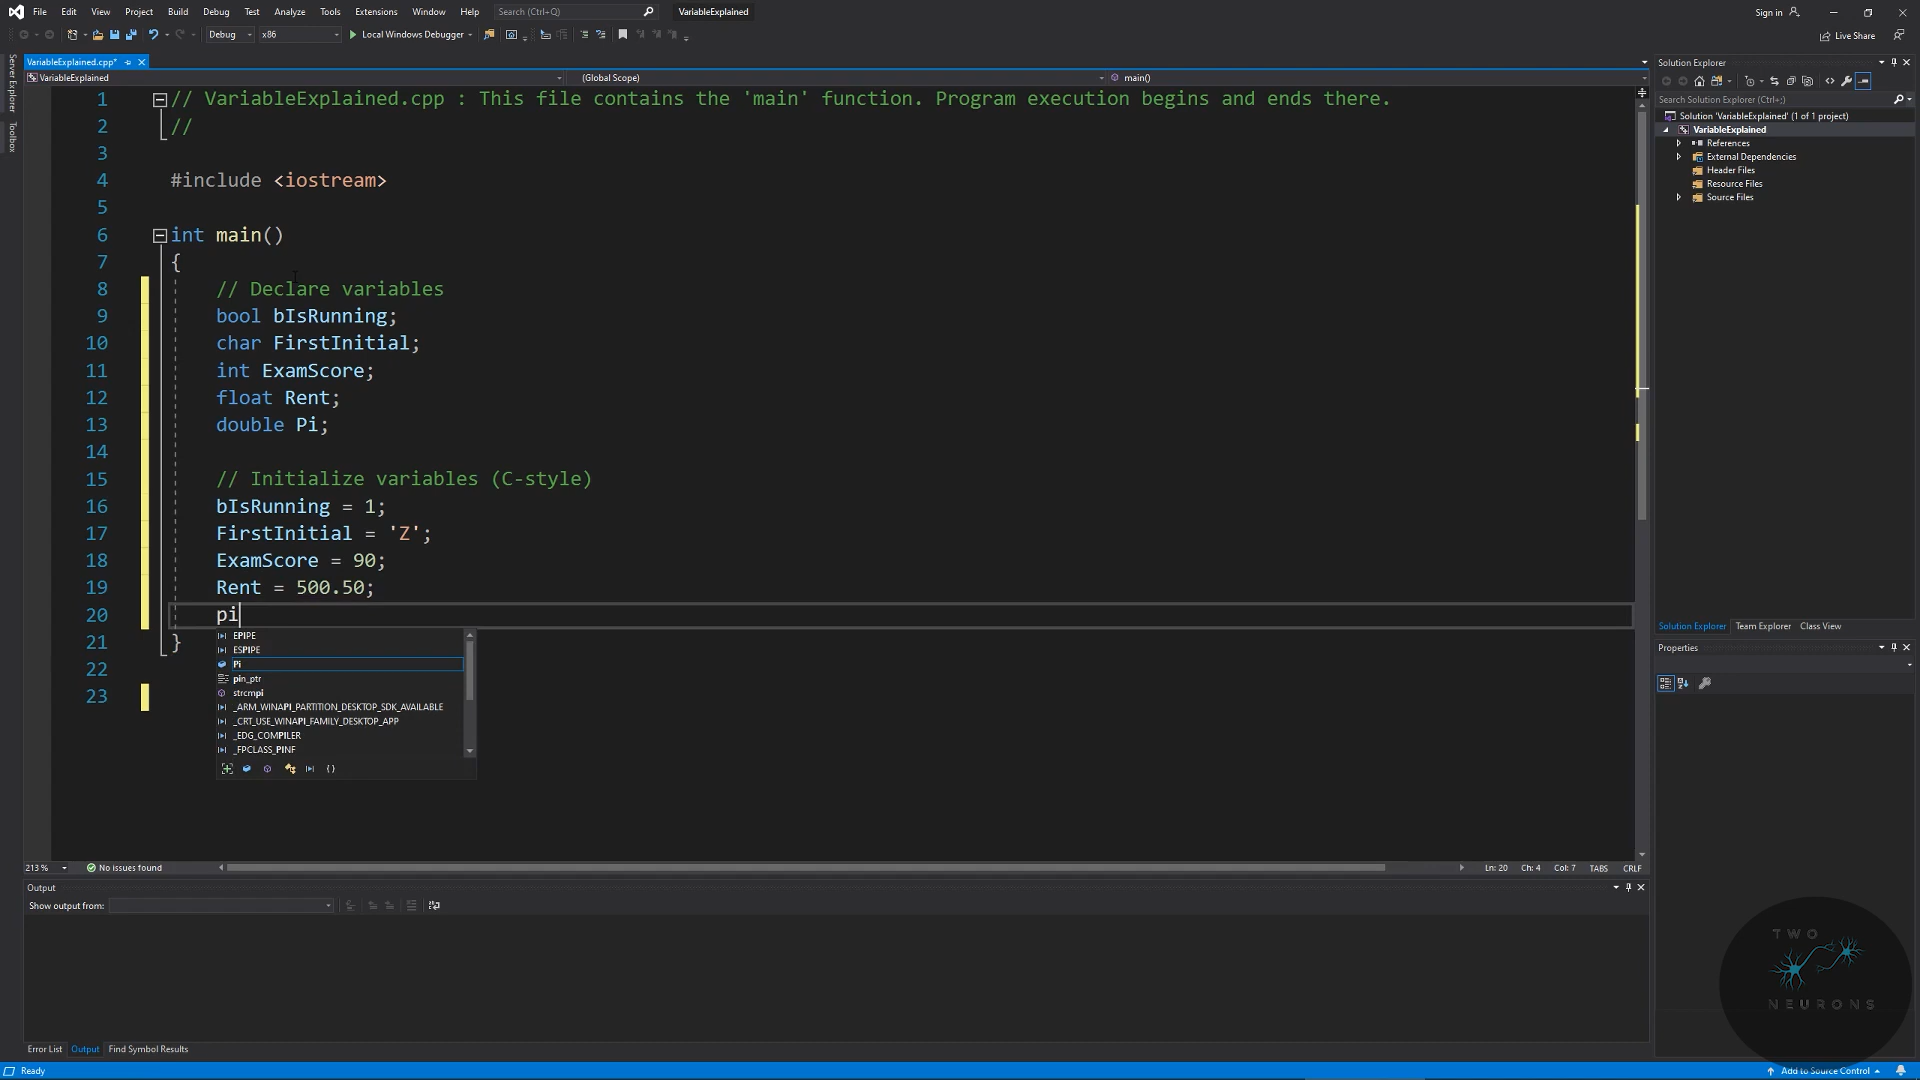 File Edit View Project Build Debug Test Analyze Tools Extensions Window Help Search (Ctrl+Q) VariableExplained Sign in
Debug x86 Local Windows Debugger Live Share
Server Explorer
Toolbox
VariableExplained.cpp*
VariableExplained (Global Scope) main()
1 // VariableExplained.cpp : This file contains the 'main' function. Program execution begins and ends there.
2 //
3
4 #include <iostream>
5
6 int main()
7 {
8 // Declare variables
9 bool bIsRunning;
10 char FirstInitial;
11 int ExamScore;
12 float Rent;
13 double Pi;
14
15 // Initialize variables (C-style)
16 bIsRunning = 1;
17 FirstInitial = 'Z';
18 ExamScore = 90;
19 Rent = 500.50;
20 pi
21 }
22
23
EPIPE
ESPIPE
Pi
pin_ptr
strcmpi
_ARM_WINAPI_PARTITION_DESKTOP_SDK_AVAILABLE
_CRT_USE_WINAPI_FAMILY_DESKTOP_APP
_EDG_COMPILER
_FPCLASS_PINF
213 % No issues found Ln: 20 Ch: 4 Col: 7 TABS CRLF
Output
Show output from:
Error List Output Find Symbol Results
Solution Explorer
Search Solution Explorer (Ctrl+;)
Solution 'VariableExplained' (1 of 1 project)
VariableExplained
References
External Dependencies
Header Files
Resource Files
Source Files
Solution Explorer Team Explorer Class View
Properties
TWO
NEURONS
Ready Add to Source Control